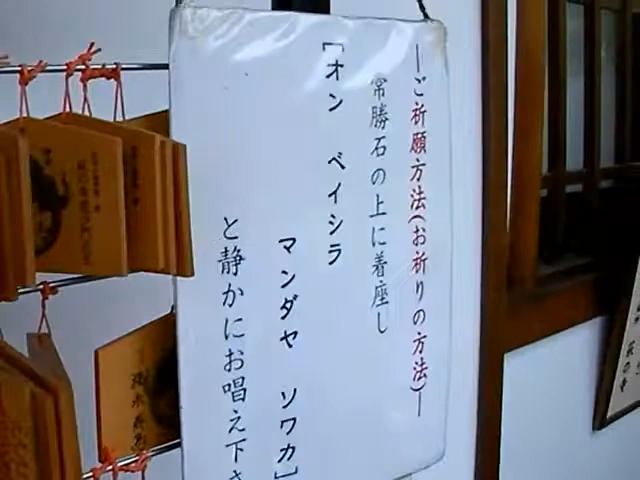 ―ご祈願方法(お祈りの方法)―
常勝石の上に着座し
「オン ベイシラ
マンダヤ ソワカ」
と静かにお唱え下さ